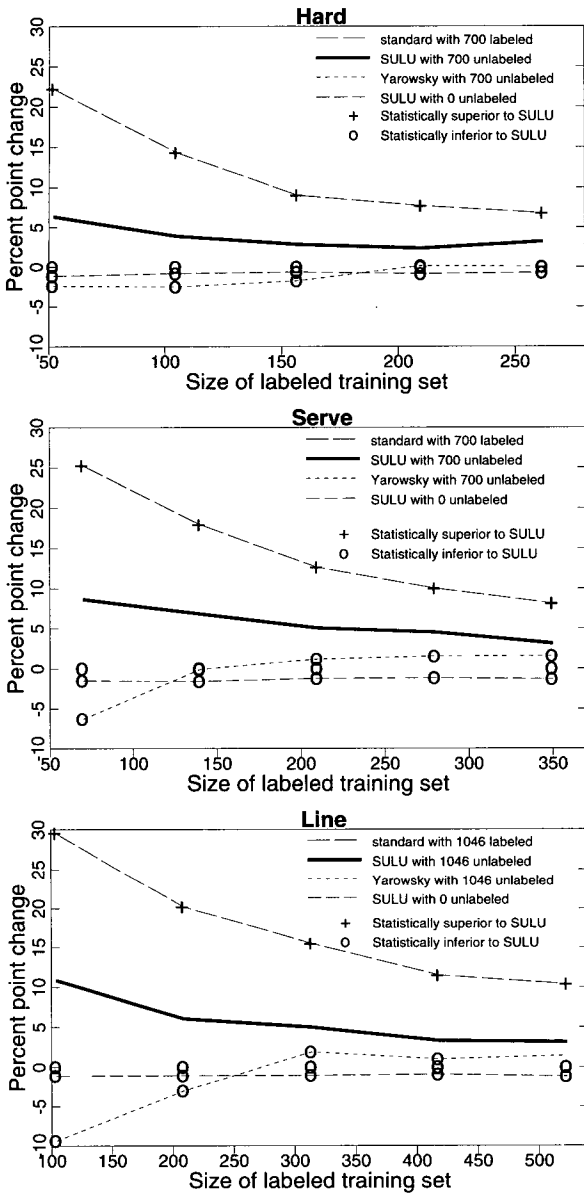 Hard
standard with 700 labeled
SULU with 700 unlabeled
Yarowsky with 700 unlabeled
SULU with 0 unlabeled
Statistically superior to SULU
Statistically inferior to SULU
Percent point change
30
25
20
15
10
5
0
-5
-10
50
100
150
200
250
Size of labeled training set
Serve
standard with 700 labeled
SULU with 700 unlabeled
Yarowsky with 700 unlabeled
SULU with 0 unlabeled
Statistically superior to SULU
Statistically inferior to SULU
Percent point change
30
25
20
15
10
5
0
-5
-10
50
100
150
200
250
300
350
Size of labeled training set
Line
standard with 1046 labeled
SULU with 1046 unlabeled
Yarowsky with 1046 unlabeled
SULU with 0 unlabeled
Statistically superior to SULU
Statistically inferior to SULU
Percent point change
30
25
20
15
10
5
0
-5
-10
100
150
200
250
300
350
400
450
500
Size of labeled training set